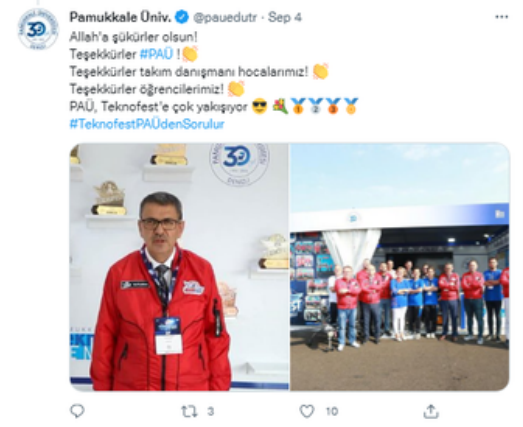 Pamukkale Üniv. @pauedutr · Sep 4
Allah'a şükürler olsun!
Teşekkürler #PAÜ !👏
Teşekkürler takım danışmanı hocalarımız! 👏
Teşekkürler öğrencilerimiz! 👏
PAÜ, Teknofest'e çok yakışıyor 😎 💐🥇🥈🥉🏅
#TeknofestPAÜdenSorulur
30
3
10